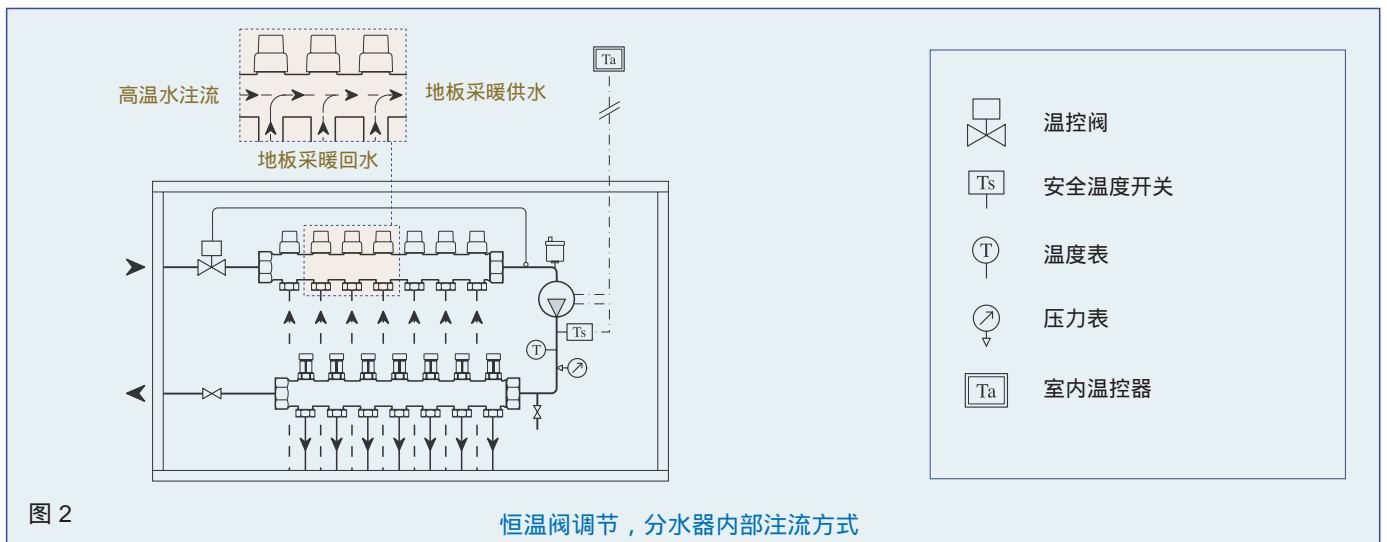 Ta
高温水注流
地板采暖供水
地板采暖回水
Ts
T
温控阀
Ts
安全温度开关
T
温度表
压力表
Ta
室内温控器
图 2
恒温阀调节，分水器内部注流方式